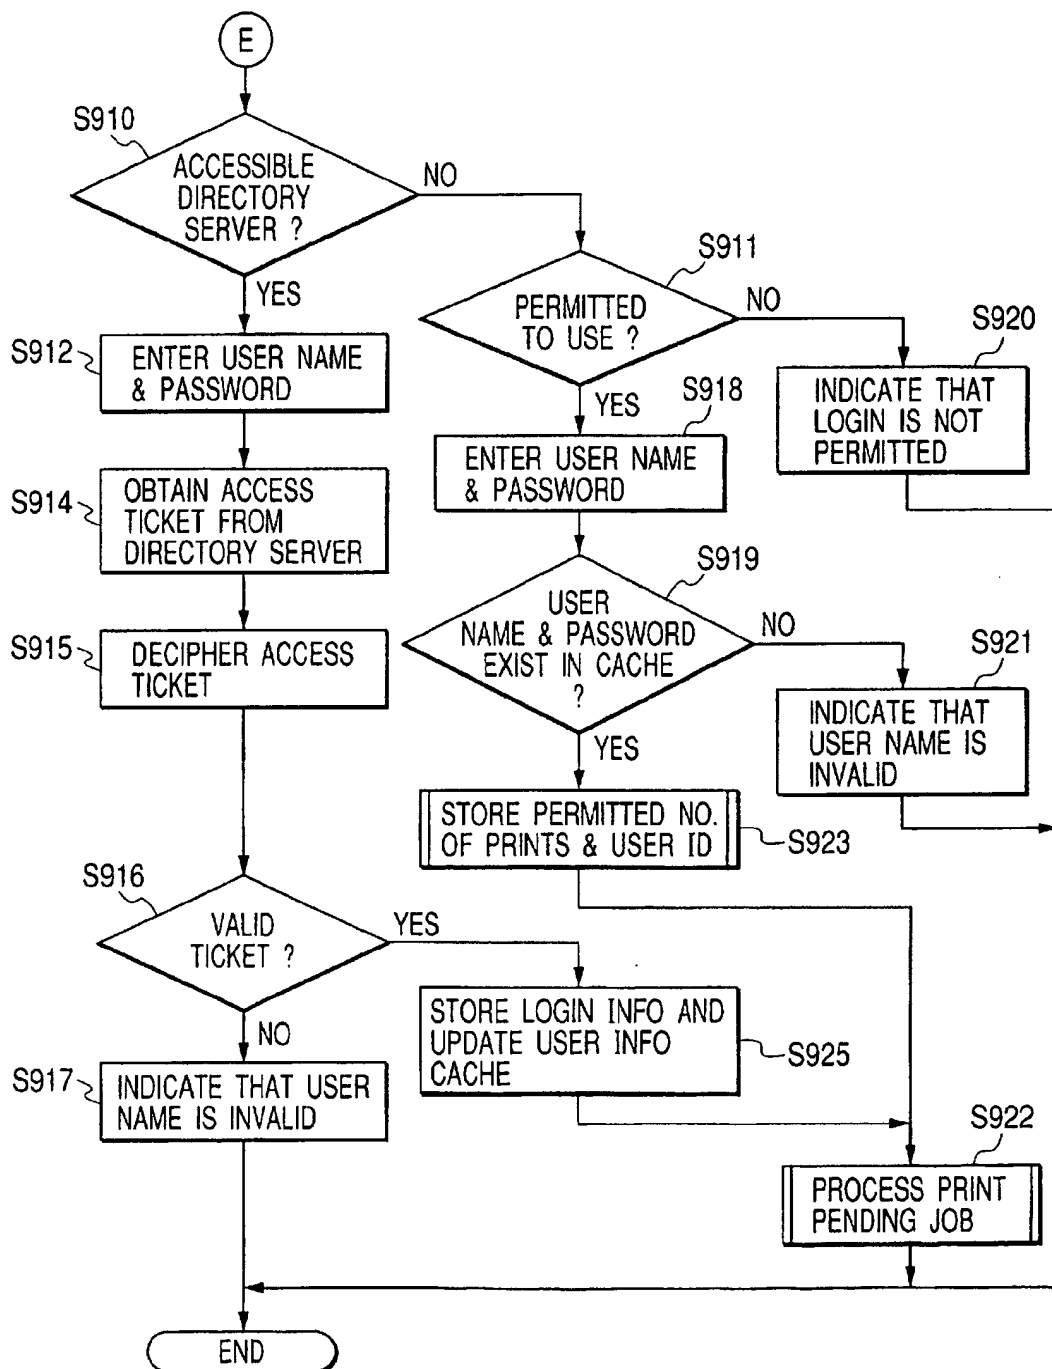 E
S910
ACCESSIBLE
DIRECTORY
SERVER ?
NO
YES
S911
PERMITTED
TO USE ?
NO
YES
S920
INDICATE THAT
LOGIN IS NOT
PERMITTED
S912
ENTER USER NAME
& PASSWORD
S918
ENTER USER NAME
& PASSWORD
S914
OBTAIN ACCESS
TICKET FROM
DIRECTORY SERVER
S919
USER
NAME & PASSWORD
EXIST IN CACHE
?
NO
YES
S921
INDICATE THAT
USER NAME IS
INVALID
S915
DECIPHER ACCESS
TICKET
STORE PERMITTED NO.
OF PRINTS & USER ID
S923
S916
VALID
TICKET ?
YES
NO
STORE LOGIN INFO AND
UPDATE USER INFO
CACHE
S925
S917
INDICATE THAT USER
NAME IS INVALID
S922
PROCESS PRINT
PENDING JOB
END